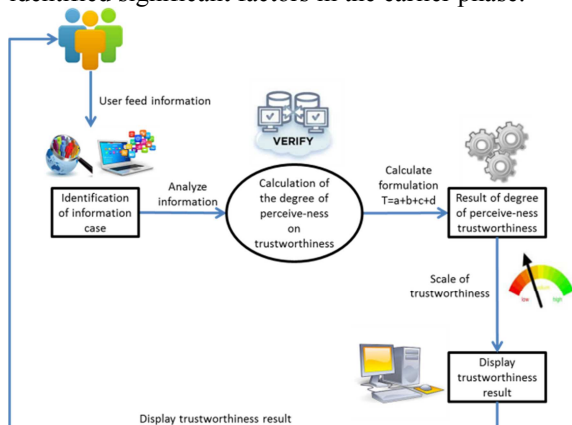 identified significant factors in the earlier phase.
User feed information
VERIFY
Identification
of information
case
Analyze
information
Calculation of
the degree of
perceive-ness
on
trustworthiness
Calculate
formulation
T=a+b+c+d
Result of degree
of perceive-ness
trustworthiness
Scale of
trustworthiness
low
high
Display
trustworthiness
result
Display trustworthiness result